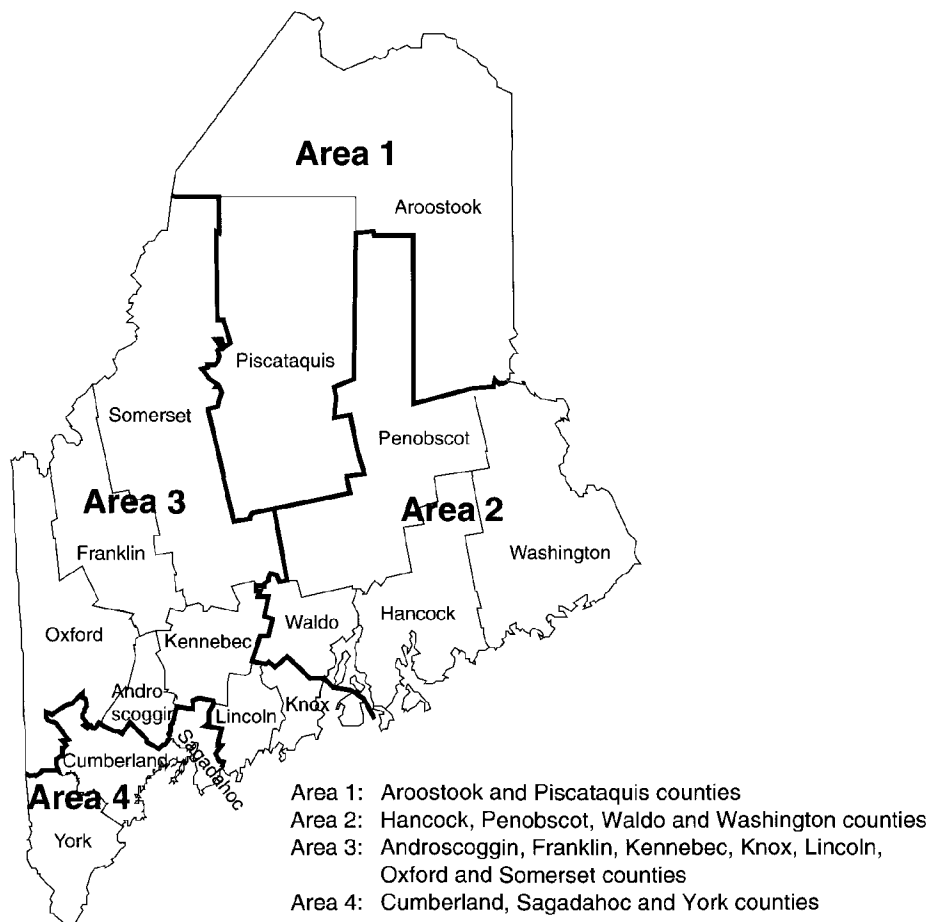 Area 1
Aroostook
Piscataquis
Somerset
Penobscot
Area 3
Area 2
Franklin
Washington
Oxford
Kennebec
Waldo
Hancock
Andro-
scoggin
Lincoln
Knox
Cumberland
Sagadahoc
Area 4
York
Area 1: Aroostook and Piscataquis counties
Area 2: Hancock, Penobscot, Waldo and Washington counties
Area 3: Androscoggin, Franklin, Kennebec, Knox, Lincoln,
Oxford and Somerset counties
Area 4: Cumberland, Sagadahoc and York counties